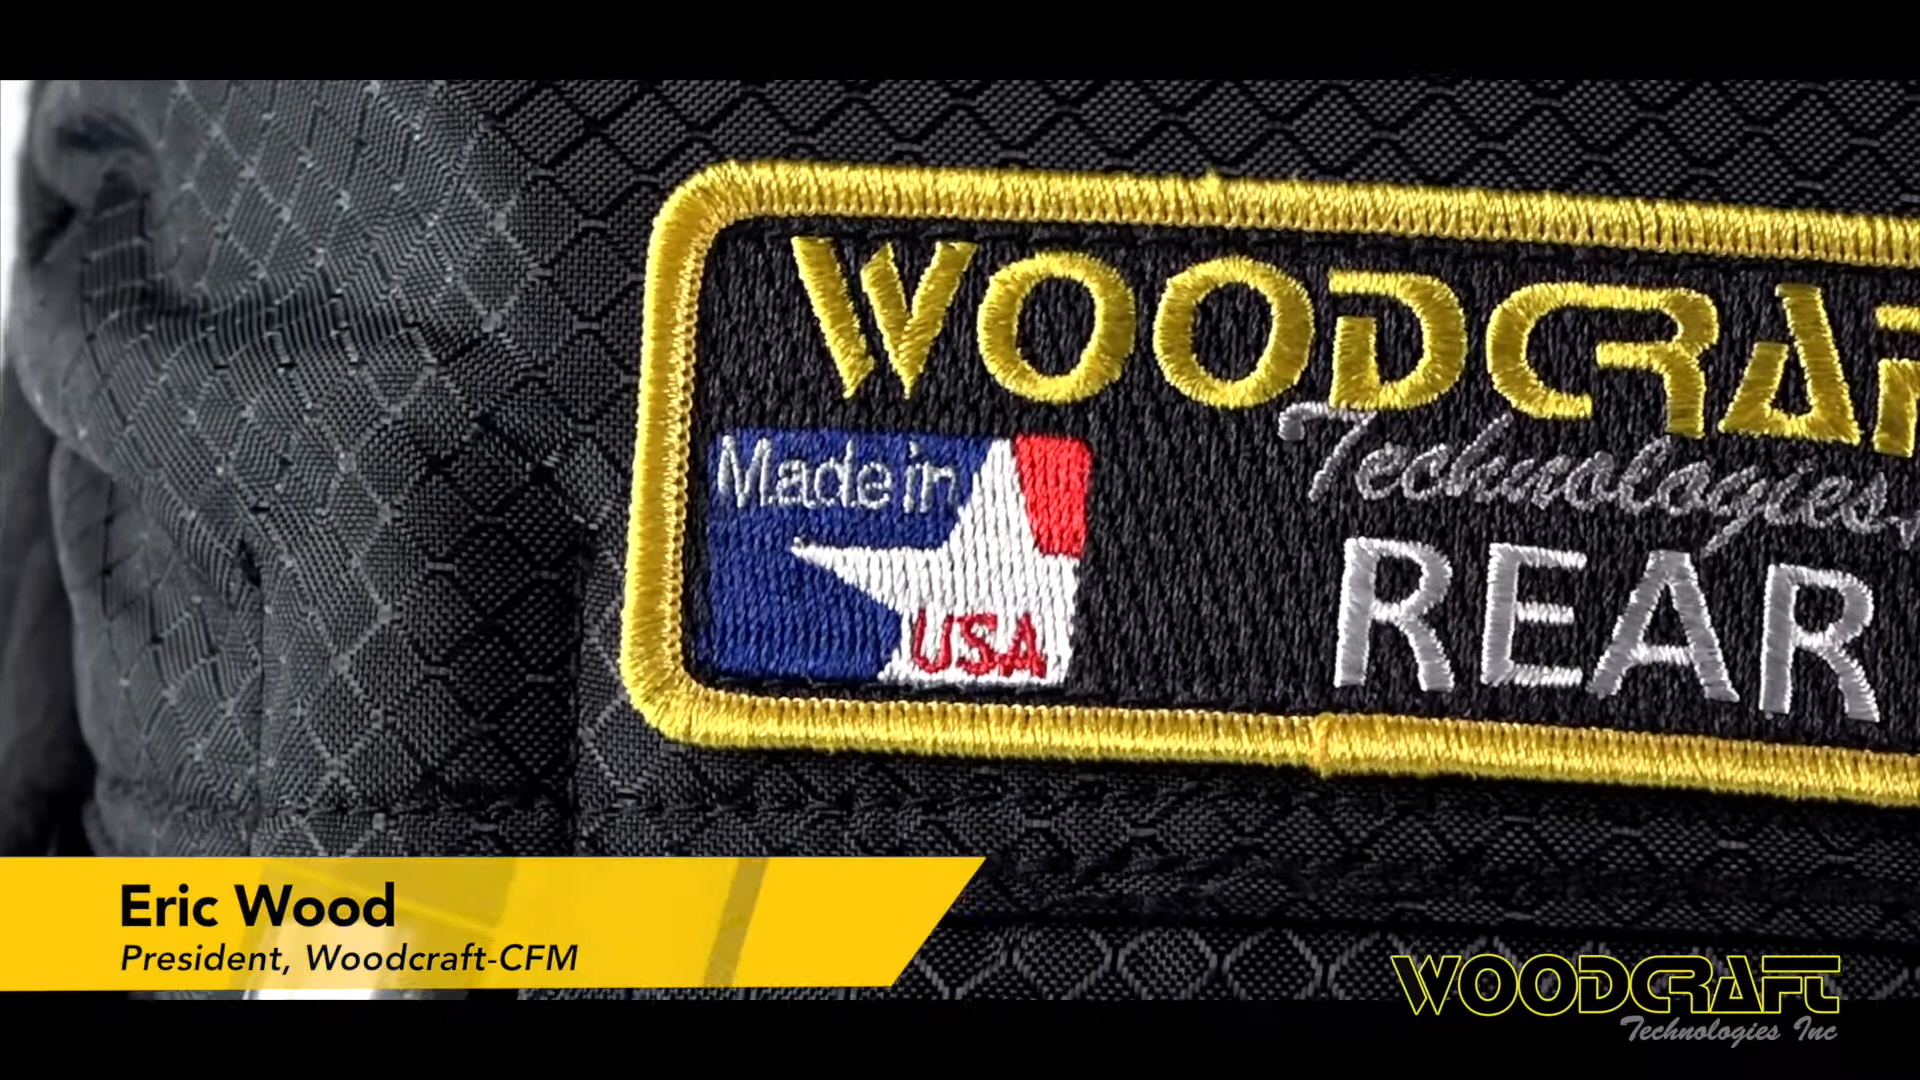 WOODCRAF
Technologies
Made in
USA
REAR
Eric Wood
President, Woodcraft-CFM
WOODCRAFT
Technologies Inc